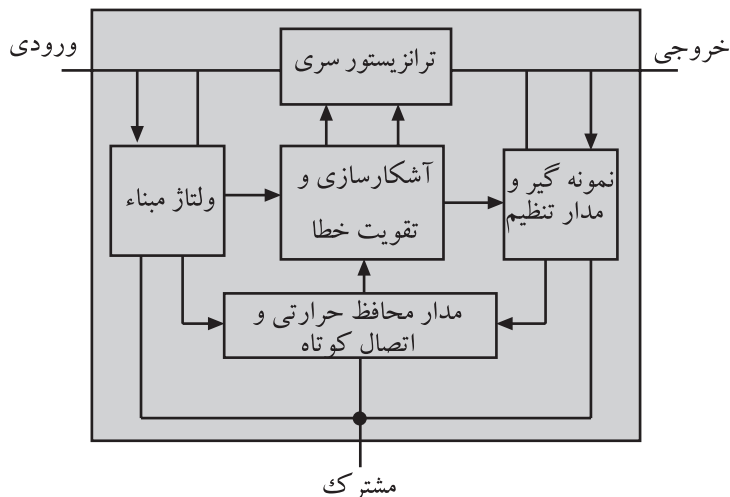 ورودی
خروجی
ترانزیستور سری
ولتاژ مبناء
آشکارسازی و
تقویت خطا
نمونه گیر و
مدار تنظیم
مدار محافظ حرارتی و
اتصال کوتاه
مشترک